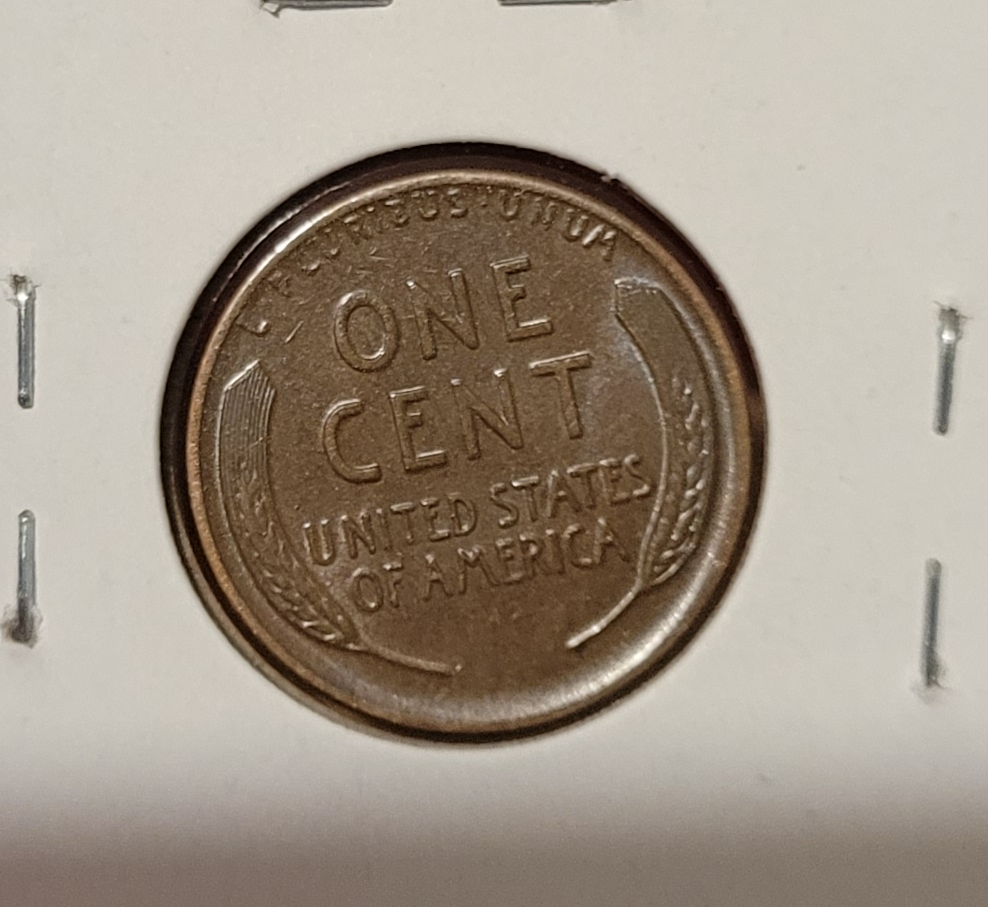 E PLURIBUS · UNUM
ONE
CENT
UNITED STATES
OF AMERICA